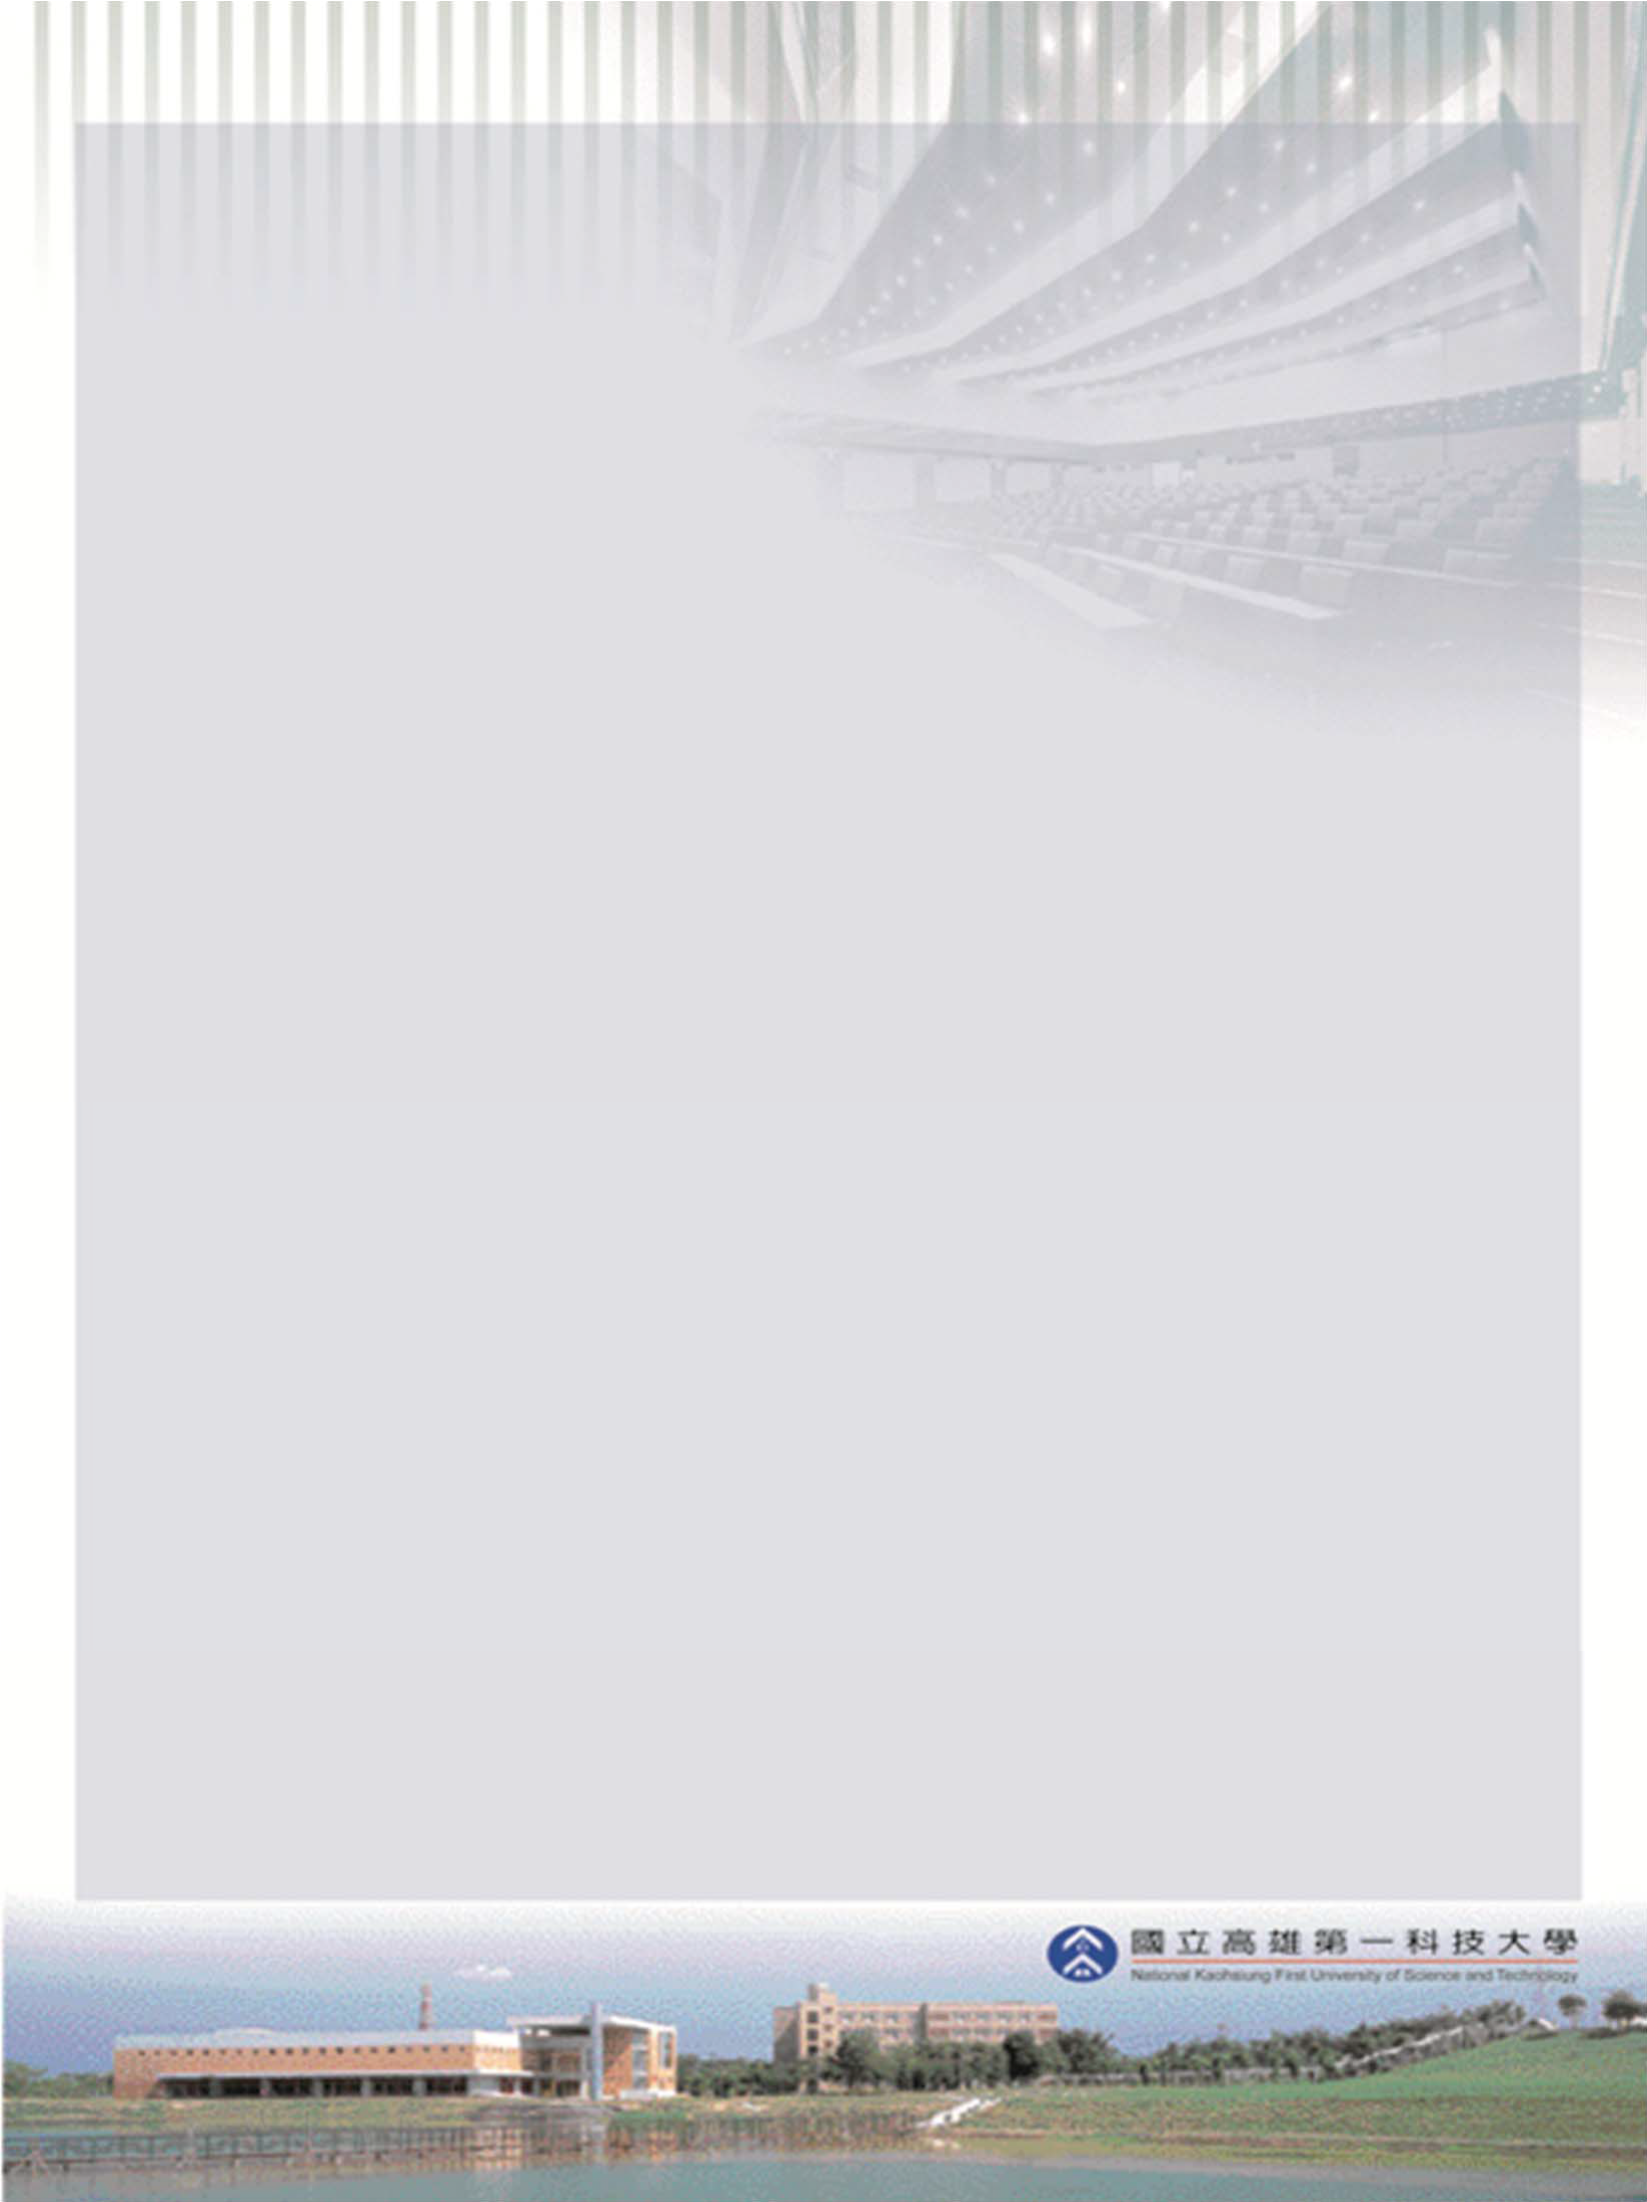 國立高雄第一科技大學
National Kaohsiung First University of Science and Technology